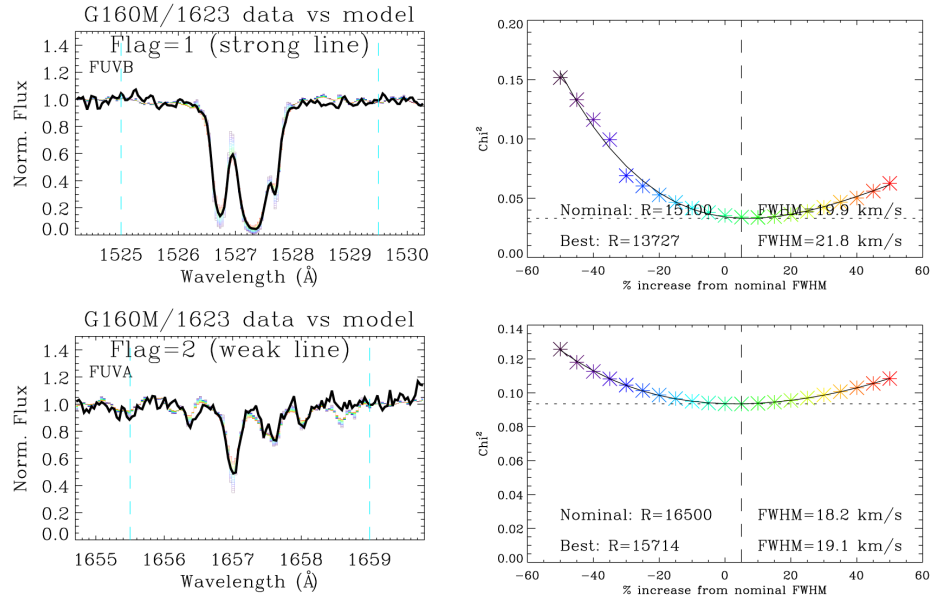 G160M/1623 data vs model
Flag=1 (strong line)
FUVB
Norm. Flux
1.4
1.2
1.0
0.8
0.6
0.4
0.2
0.0
1525 1526 1527 1528 1529 1530
Wavelength (Å)
Chi²
0.20
0.15
0.10
0.05
0.00
Nominal: R=15100 FWHM=19.9 km/s
Best: R=13727 FWHM=21.8 km/s
−60 −40 −20 0 20 40 60
% increase from nominal FWHM
G160M/1623 data vs model
Flag=2 (weak line)
FUVA
Norm. Flux
1.4
1.2
1.0
0.8
0.6
0.4
0.2
0.0
1655 1656 1657 1658 1659
Wavelength (Å)
Chi²
0.14
0.12
0.10
0.08
0.06
0.04
0.02
0.00
Nominal: R=16500 FWHM=18.2 km/s
Best: R=15714 FWHM=19.1 km/s
−60 −40 −20 0 20 40 60
% increase from nominal FWHM